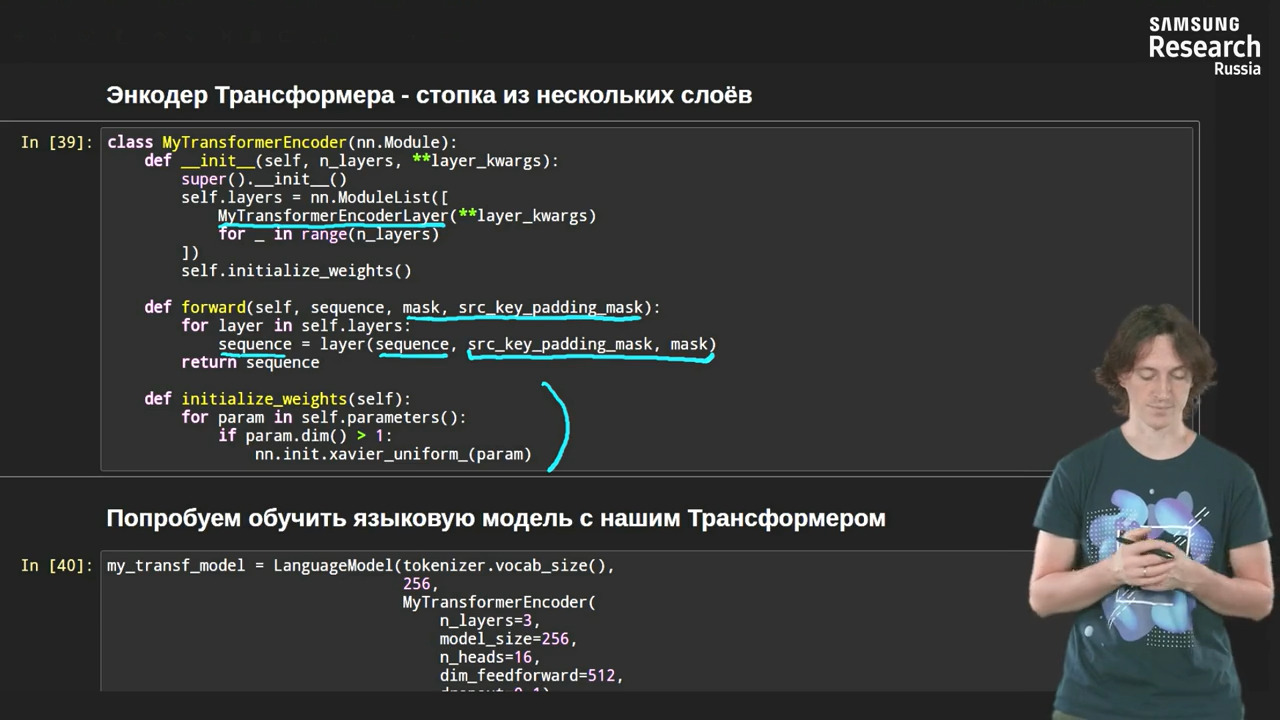 SAMSUNG
Research
Russia
Энкодер Трансформера - стопка из нескольких слоёв
In [39]:
class MyTransformerEncoder(nn.Module):
    def __init__(self, n_layers, **layer_kwargs):
        super().__init__()
        self.layers = nn.ModuleList([
            MyTransformerEncoderLayer(**layer_kwargs)
            for _ in range(n_layers)
        ])
        self.initialize_weights()

    def forward(self, sequence, mask, src_key_padding_mask):
        for layer in self.layers:
            sequence = layer(sequence, src_key_padding_mask, mask)
        return sequence

    def initialize_weights(self):
        for param in self.parameters():
            if param.dim() > 1:
                nn.init.xavier_uniform_(param)
Попробуем обучить языковую модель с нашим Трансформером
In [40]:
my_transf_model = LanguageModel(tokenizer.vocab_size(),
                                256,
                                MyTransformerEncoder(
                                    n_layers=3,
                                    model_size=256,
                                    n_heads=16,
                                    dim_feedforward=512,